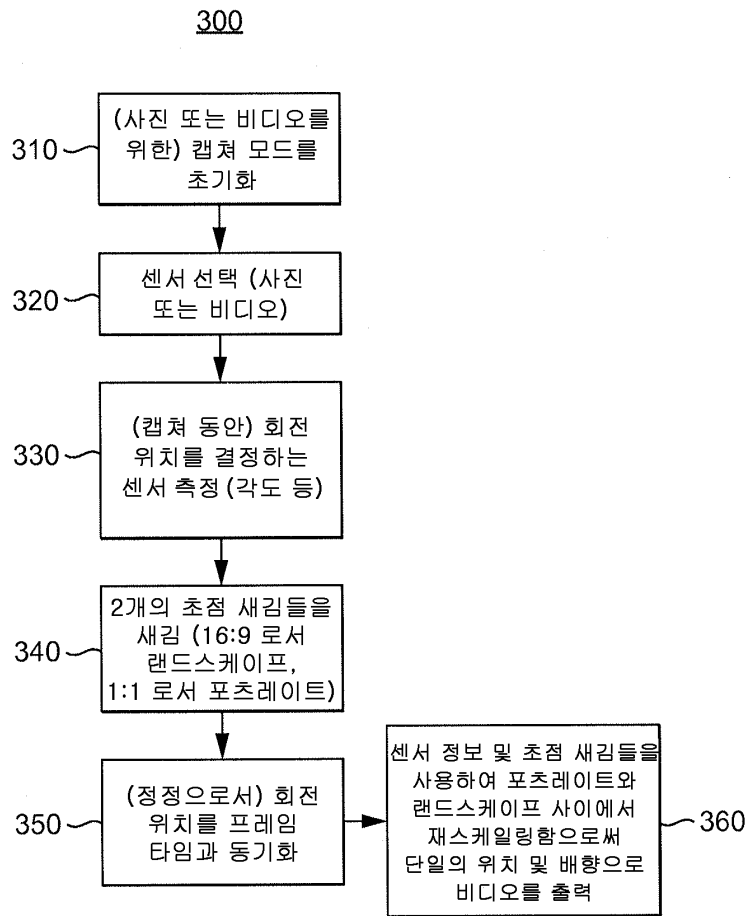 300
310
(사진 또는 비디오를
위한) 캡쳐 모드를
초기화
320
센서 선택 (사진
또는 비디오)
330
(캡쳐 동안) 회전
위치를 결정하는
센서 측정 (각도 등)
340
2개의 초점 새김들을
새김 (16:9 로서
랜드스케이프,
1:1 로서 포츠레이트)
350
(정정으로서) 회전
위치를 프레임
타임과 동기화
센서 정보 및 초점 새김들을
사용하여 포츠레이트와
랜드스케이프 사이에서
재스케일링함으로써
단일의 위치 및 배향으로
비디오를 출력
360